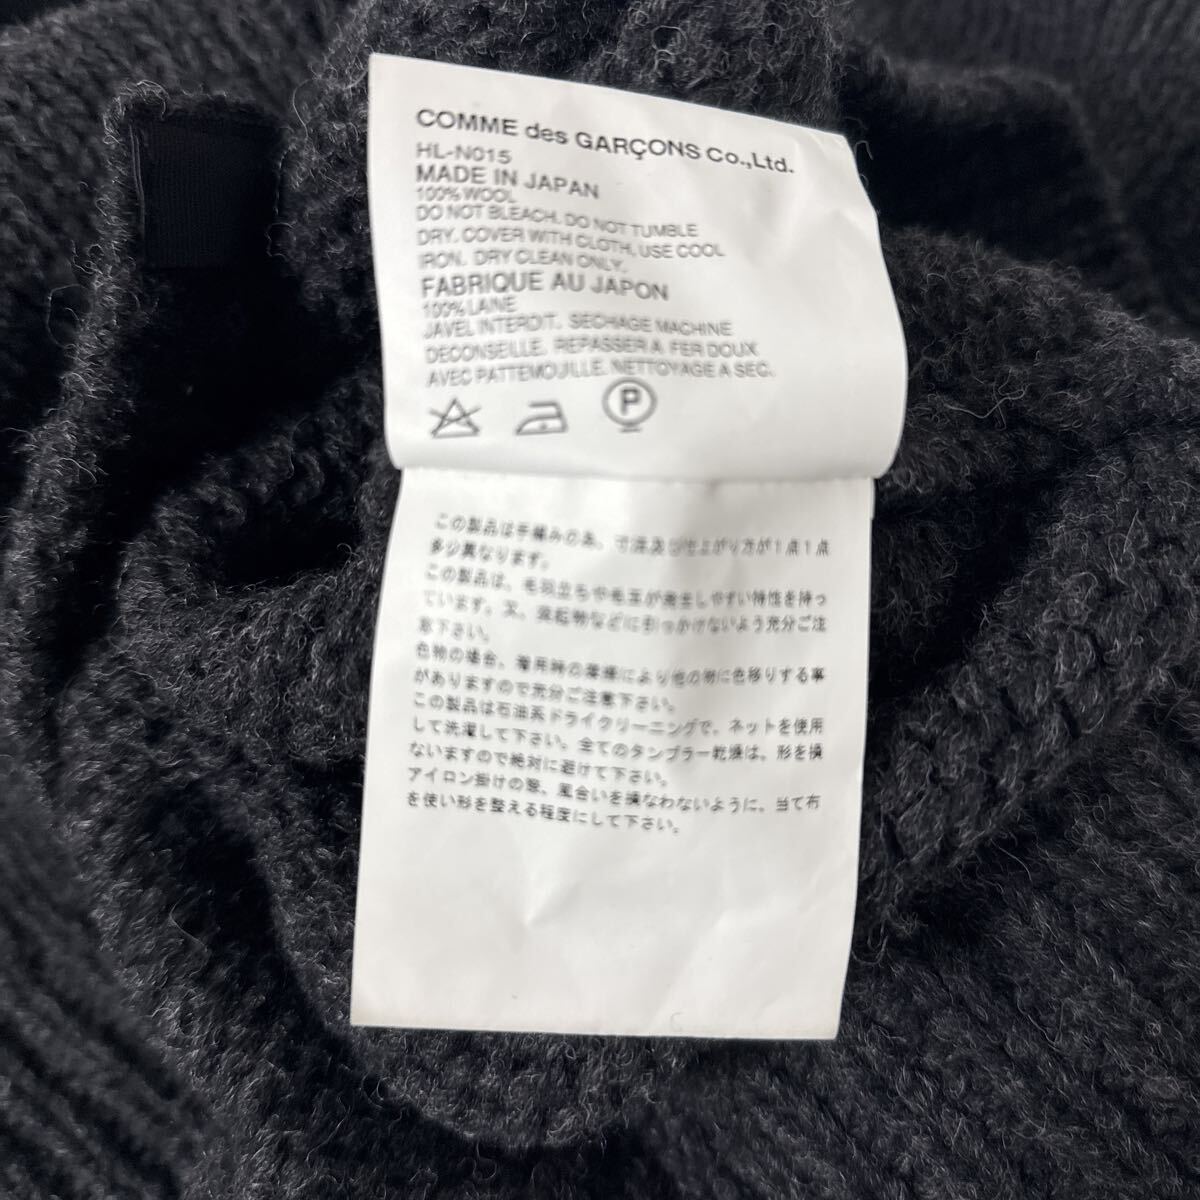 COMME des GARÇONS Co.,Ltd.
HL-N015
MADE IN JAPAN
100% WOOL
DO NOT BLEACH. DO NOT TUMBLE
DRY. COVER WITH CLOTH, USE COOL
IRON. DRY CLEAN ONLY.
FABRIQUE AU JAPON
100% LAINE
JAVEL INTERDIT. SECHAGE MACHINE
DECONSEILLE. REPASSER A FER DOUX
AVEC PATTEMOUILLE. NETTOYAGE A SEC.
P
この製品は手編みの為、寸法及び仕上がり方が1点1点
多少異なります。
この製品は、毛羽立ちや毛玉が発生しやすい特性を持っ
ています。又、突起物などに引っかけないよう充分ご注
意下さい。
色物の場合、着用時の摩擦により他の物に色移りする事
がありますので充分ご注意下さい。
この製品は石油系ドライクリーニングで、ネットを使用
して洗濯して下さい。全てのタンブラー乾燥は、形を損
ないますので絶対に避けて下さい。
アイロン掛けの際、風合いを損なわないように、当て布
を使い形を整える程度にして下さい。